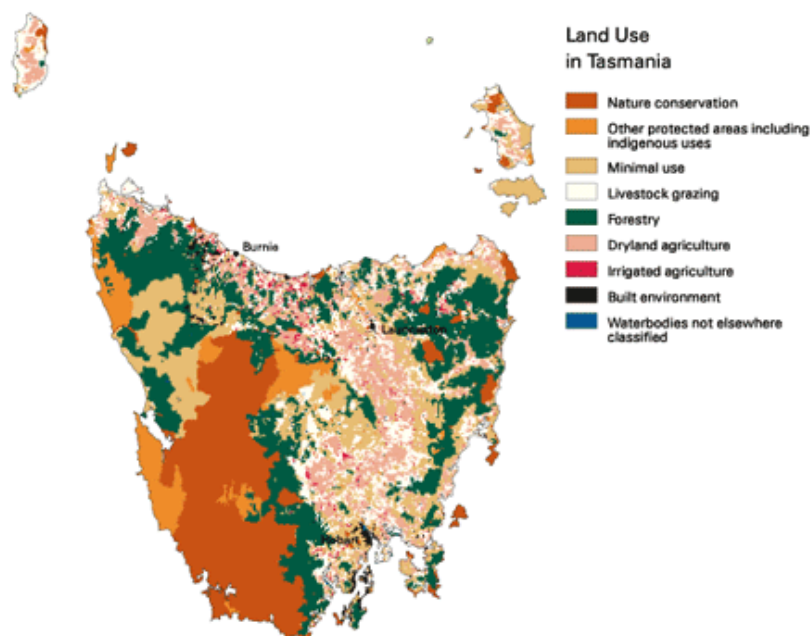 Land Use
in Tasmania
Nature conservation
Other protected areas including
indigenous uses
Minimal use
Livestock grazing
Forestry
Dryland agriculture
Irrigated agriculture
Built environment
Waterbodies not elsewhere
classified
Burnie
Launceston
Hobart